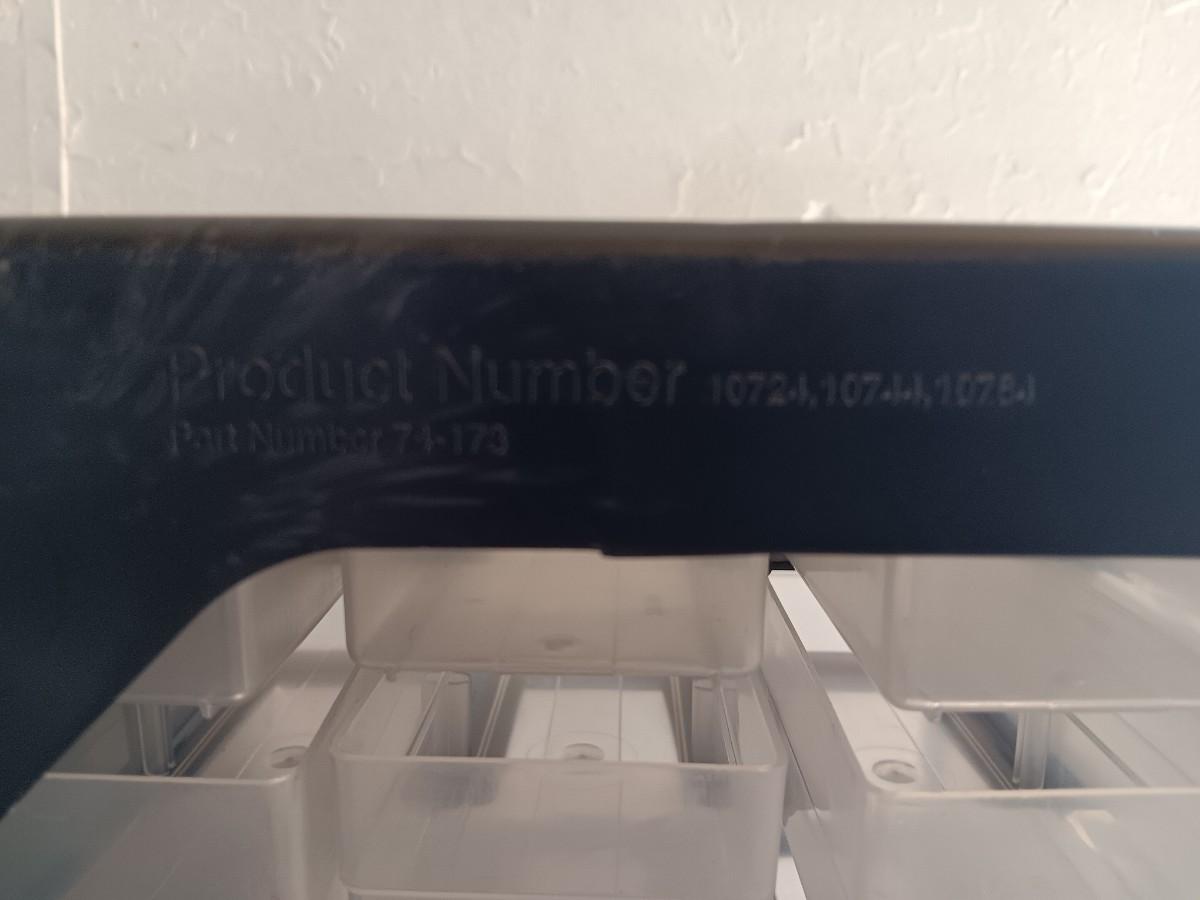 Product Number 1072-I, 1074-I, 1078-I
Part Number 74-173